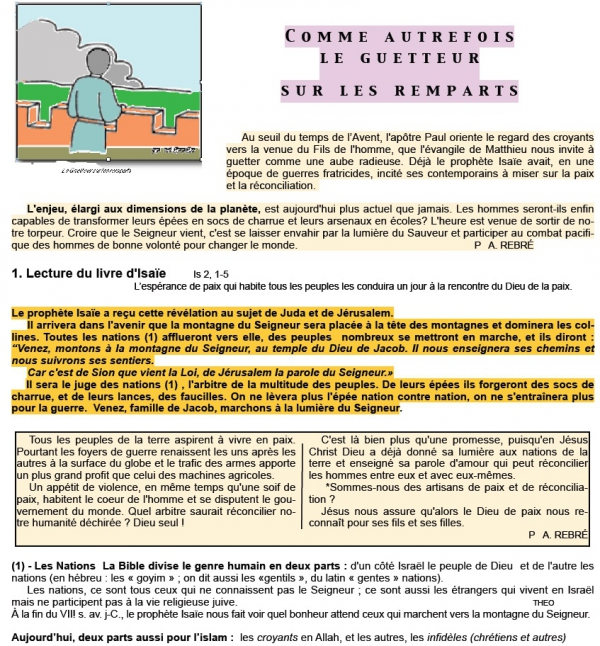 COMME AUTREFOIS
LE GUETTEUR
SUR LES REMPARTS
Au seuil du temps de l'Avent, l'apôtre Paul oriente le regard des croyants
vers la venue du Fils de l'homme, que l'évangile de Matthieu nous invite à
guetter comme une aube radieuse. Déjà le prophète Isaïe avait, en une
époque de guerres fratricides, incité ses contemporains à miser sur la paix
et la réconciliation.
L'enjeu, élargi aux dimensions de la planète, est aujourd'hui plus actuel que jamais. Les hommes seront-ils enfin
capables de transformer leurs épées en socs de charrue et leurs arsenaux en écoles? L'heure est venue de sortir de no-
tre torpeur. Croire que le Seigneur vient, c'est se laisser envahir par la lumière du Sauveur et participer au combat pacifi-
que des hommes de bonne volonté pour changer le monde. P A. REBRÉ
1. Lecture du livre d'Isaïe Is 2, 1-5
L'espérance de paix qui habite tous les peuples les conduira un jour à la rencontre du Dieu de la paix.
Le prophète Isaïe a reçu cette révélation au sujet de Juda et de Jérusalem.
Il arrivera dans l'avenir que la montagne du Seigneur sera placée à la tête des montagnes et dominera les col-
lines. Toutes les nations (1) afflueront vers elle, des peuples nombreux se mettront en marche, et ils diront :
“Venez, montons à la montagne du Seigneur, au temple du Dieu de Jacob. Il nous enseignera ses chemins et
nous suivrons ses sentiers.
Car c'est de Sion que vient la Loi, de Jérusalem la parole du Seigneur.»
Il sera le juge des nations (1) , l'arbitre de la multitude des peuples. De leurs épées ils forgeront des socs de
charrue, et de leurs lances, des faucilles. On ne lèvera plus l'épée nation contre nation, on ne s'entraînera plus
pour la guerre. Venez, famille de Jacob, marchons à la lumière du Seigneur.
Tous les peuples de la terre aspirent à vivre en paix.
Pourtant les foyers de guerre renaissent les uns après les
autres à la surface du globe et le trafic des armes apporte
un plus grand profit que celui des machines agricoles.
Un appétit de violence, en même temps qu'une soif de
paix, habitent le coeur de l'homme et se disputent le gou-
vernement du monde. Quel arbitre saurait réconcilier no-
tre humanité déchirée ? Dieu seul !
C'est là bien plus qu'une promesse, puisqu'en Jésus
Christ Dieu a déjà donné sa lumière aux nations de la
terre et enseigné sa parole d'amour qui peut réconcilier
les hommes entre eux et avec eux-mêmes.
*Sommes-nous des artisans de paix et de réconcilia-
tion ?
Jésus nous assure qu'alors le Dieu de paix nous re-
connaît pour ses fils et ses filles.
P A. REBRÉ
(1) - Les Nations La Bible divise le genre humain en deux parts : d'un côté Israël le peuple de Dieu et de l'autre les
nations (en hébreu : les « goyim » ; on dit aussi les «gentils », du latin « gentes » nations).
Les nations, ce sont tous ceux qui ne connaissent pas le Seigneur ; ce sont aussi les étrangers qui vivent en Israël
mais ne participent pas à la vie religieuse juive. THEO
À la fin du VIII s. av. j-C., le prophète Isaïe nous fait voir quel bonheur attend ceux qui marchent vers la montagne du Seigneur.
Aujourd'hui, deux parts aussi pour l'islam : les croyants en Allah, et les autres, les infidèles (chrétiens et autres)